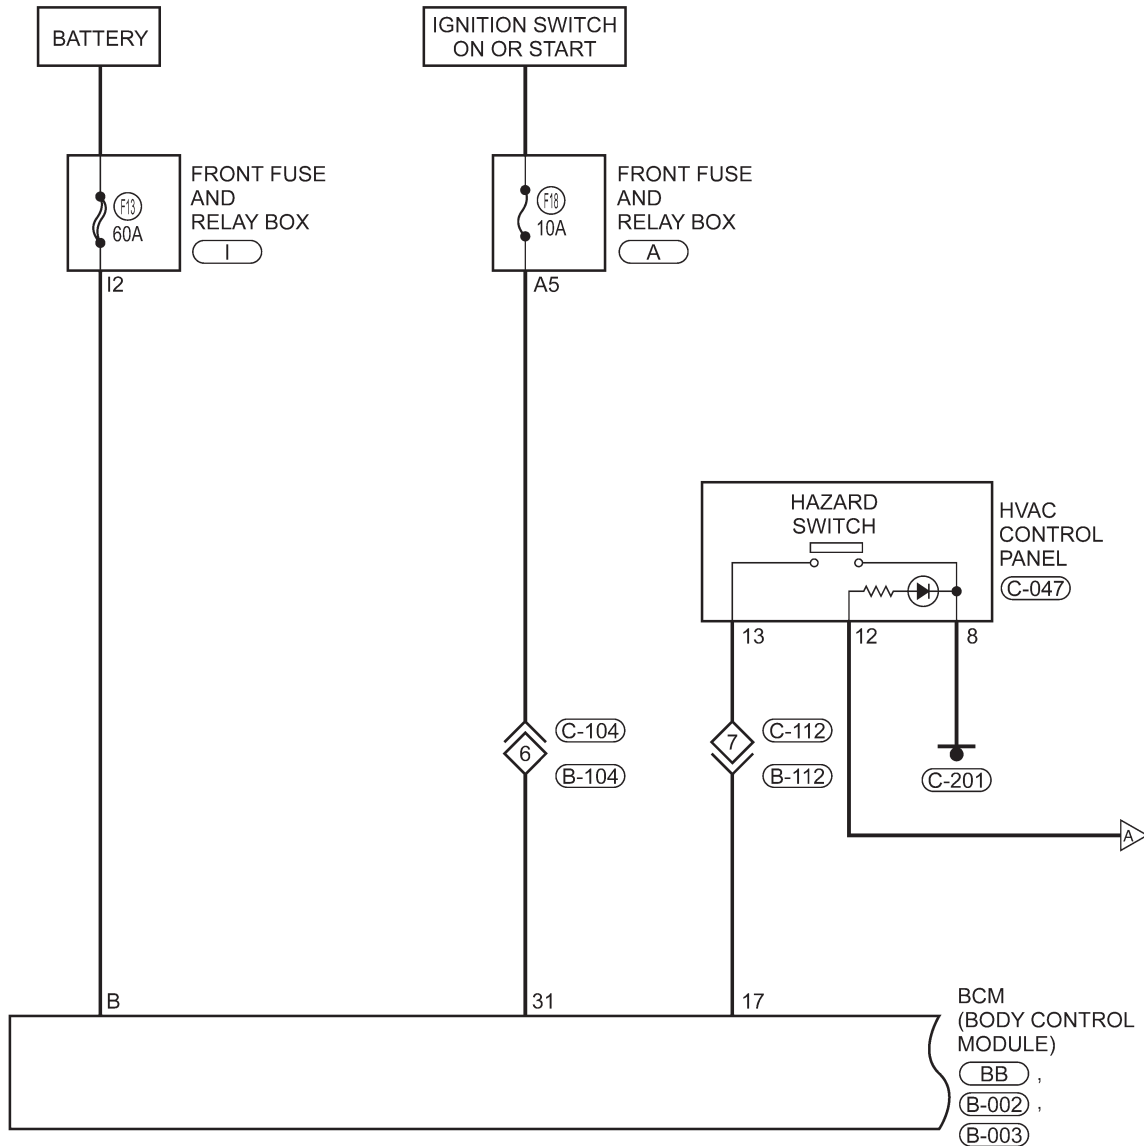 BATTERY
IGNITION SWITCH
ON OR START
F13
60A
FRONT FUSE
AND
RELAY BOX
I
I2
F18
10A
FRONT FUSE
AND
RELAY BOX
A
A5
HAZARD
SWITCH
HVAC
CONTROL
PANEL
C-047
13
12
8
6
C-104
B-104
7
C-112
B-112
C-201
A
B
31
17
BCM
(BODY CONTROL
MODULE)
BB ,
B-002 ,
B-003